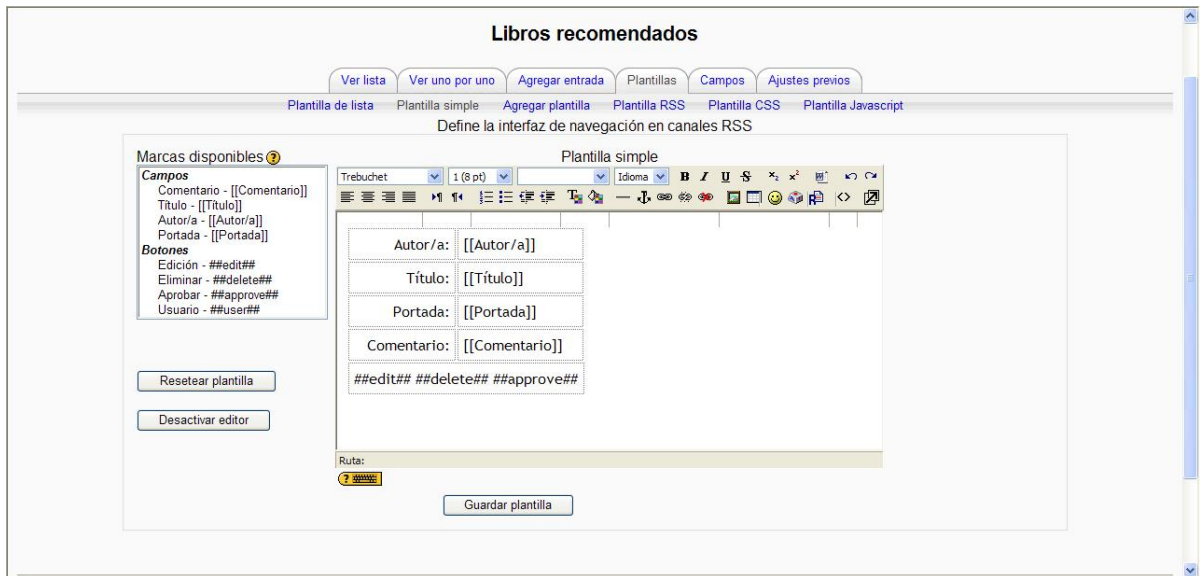 Libros recomendados
Ver lista Ver uno por uno Agregar entrada Plantillas Campos Ajustes previos
Plantilla de lista Plantilla simple Agregar plantilla Plantilla RSS Plantilla CSS Plantilla Javascript
Define la interfaz de navegación en canales RSS
Marcas disponibles ?
Plantilla simple
Campos
Comentario - [[Comentario]]
Título - [[Título]]
Autor/a - [[Autor/a]]
Portada - [[Portada]]
Botones
Edición - ##edit##
Eliminar - ##delete##
Aprobar - ##approve##
Usuario - ##user##
Resetear plantilla
Desactivar editor
Trebuchet 1 (8 pt) Idioma B I U S x₂ x²
Autor/a: [[Autor/a]]
Título: [[Título]]
Portada: [[Portada]]
Comentario: [[Comentario]]
##edit## ##delete## ##approve##
Ruta:
?
Guardar plantilla